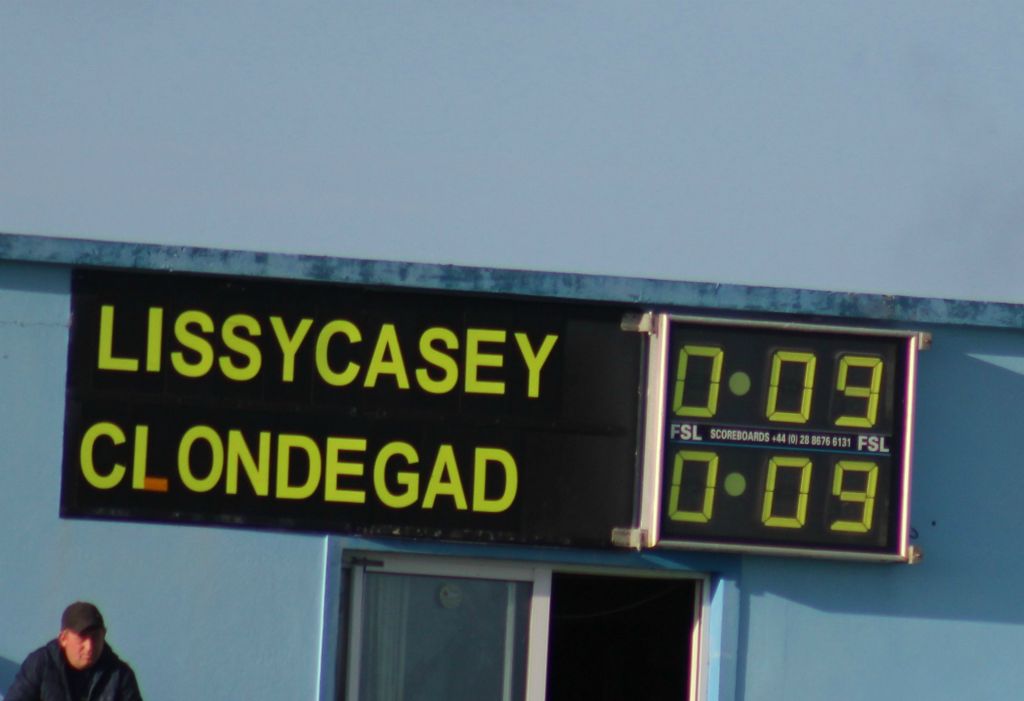 LISSYCASEY 0·09
FSL SCOREBOARDS +44 (0) 28 8676 6131 FSL
CLONDEGAD 0·09